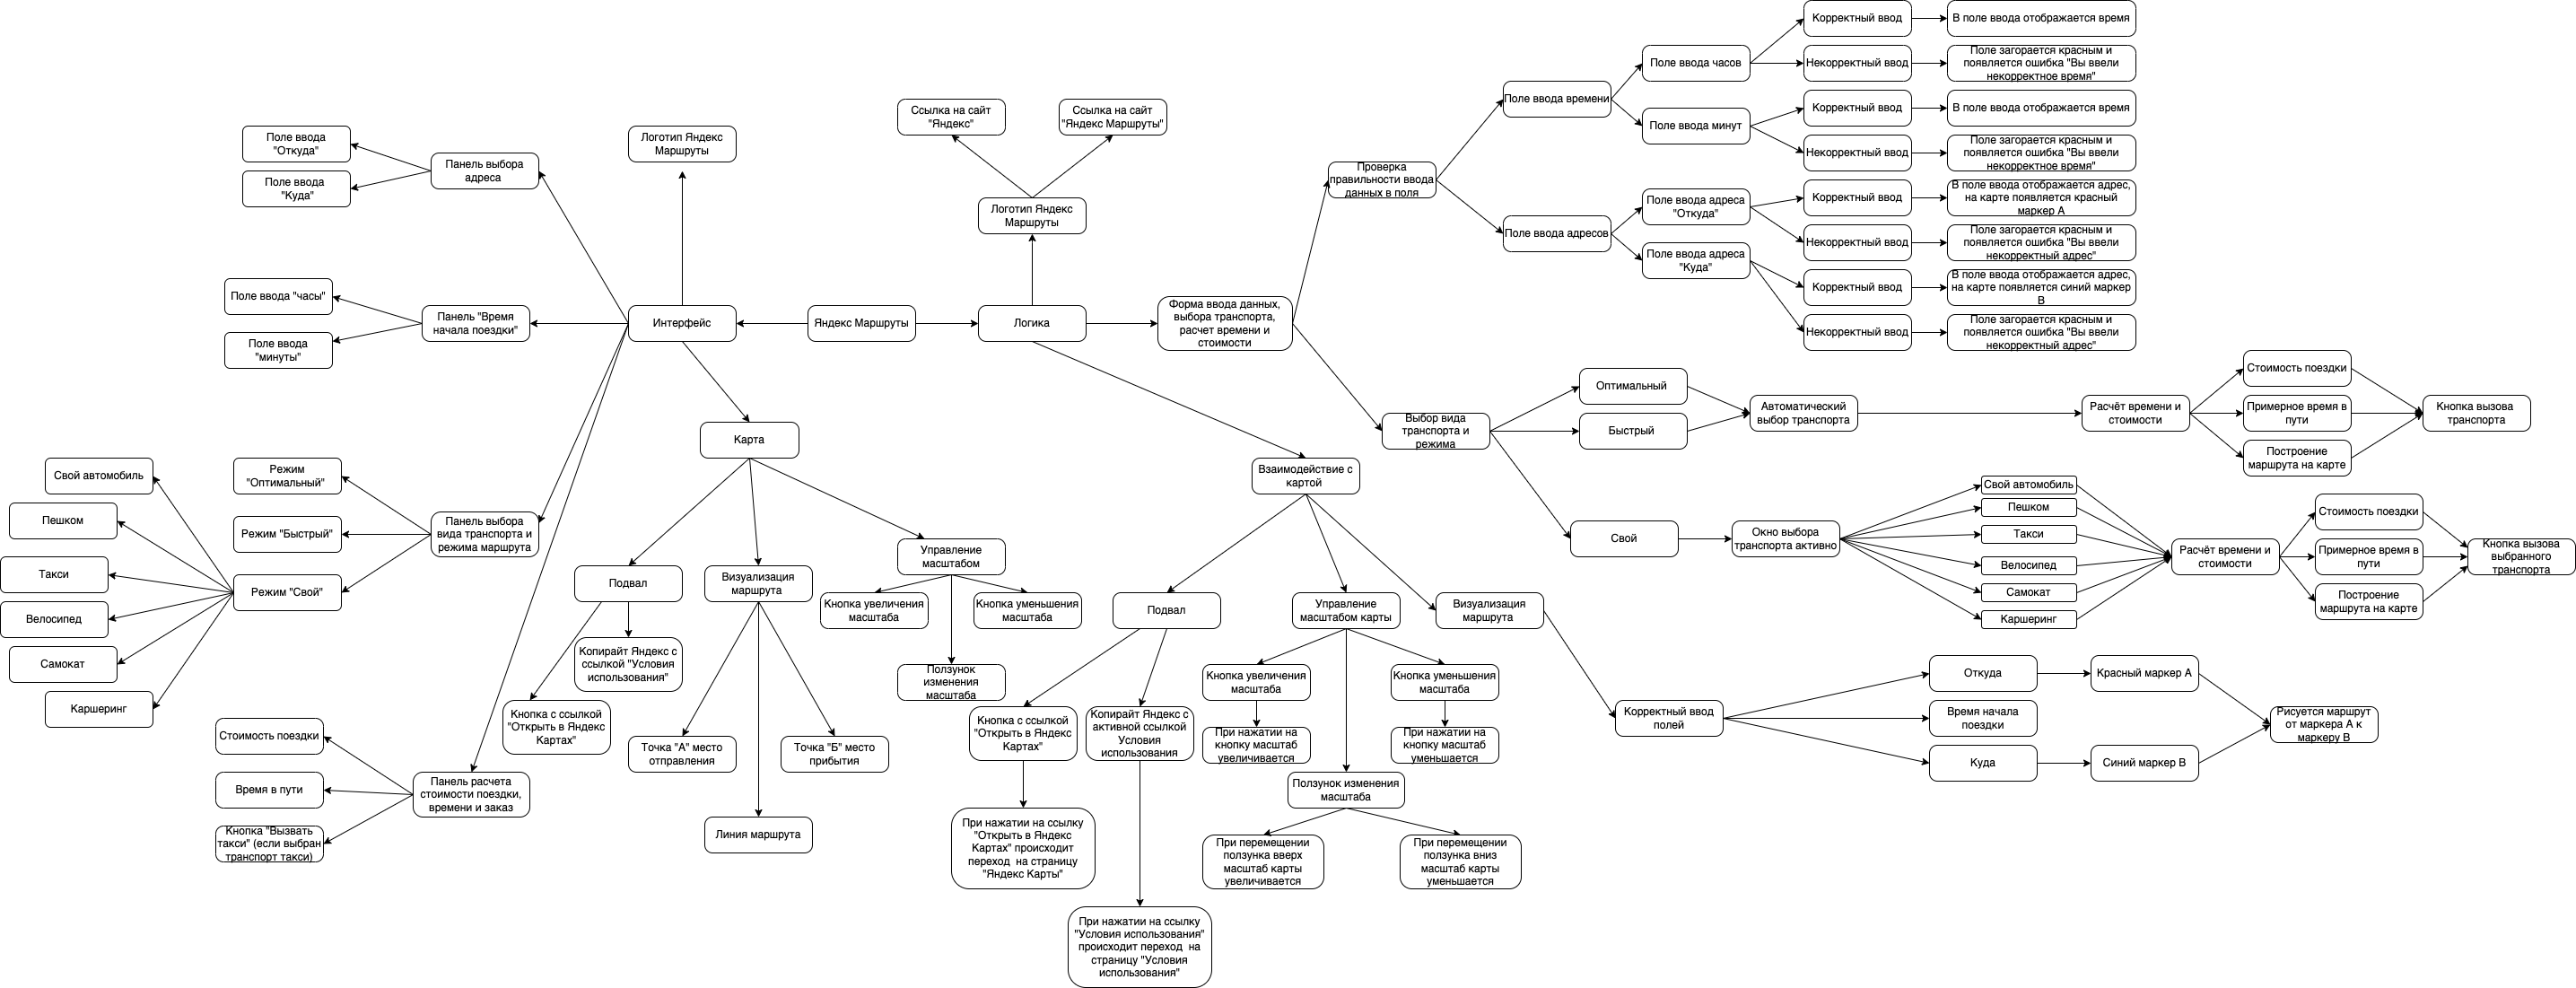 Поле ввода
"Откуда"
Поле ввода
"Куда"
Панель выбора
адреса
Логотип Яндекс
Маршруты
Поле ввода "часы"
Поле ввода
"минуты"
Панель "Время
начала поездки"
Интерфейс
Яндекс Маршруты
Логика
Ссылка на сайт
"Яндекс"
Ссылка на сайт
"Яндекс Маршруты"
Логотип Яндекс
Маршруты
Форма ввода данных,
выбора транспорта,
расчет времени и
стоимости
Проверка
правильности ввода
данных в поля
Поле ввода времени
Поле ввода часов
Корректный ввод
В поле ввода отображается время
Некорректный ввод
Поле загорается красным и
появляется ошибка "Вы ввели
некорректное время"
Поле ввода минут
Корректный ввод
В поле ввода отображается время
Некорректный ввод
Поле загорается красным и
появляется ошибка "Вы ввели
некорректное время"
Поле ввода адресов
Поле ввода адреса
"Откуда"
Корректный ввод
В поле ввода отображается адрес,
на карте появляется красный
маркер А
Некорректный ввод
Поле загорается красным и
появляется ошибка "Вы ввели
некорректный адрес"
Поле ввода адреса
"Куда"
Корректный ввод
В поле ввода отображается адрес,
на карте появляется синий маркер
В
Некорректный ввод
Поле загорается красным и
появляется ошибка "Вы ввели
некорректный адрес"
Выбор вида
транспорта и
режима
Оптимальный
Быстрый
Автоматический
выбор транспорта
Расчёт времени и
стоимости
Стоимость поездки
Примерное время в
пути
Построение
маршрута на карте
Кнопка вызова
транспорта
Свой
Окно выбора
транспорта активно
Свой автомобиль
Пешком
Такси
Велосипед
Самокат
Каршеринг
Расчёт времени и
стоимости
Стоимость поездки
Примерное время в
пути
Построение
маршрута на карте
Кнопка вызова
выбранного
транспорта
Карта
Подвал
Кнопка с ссылкой
"Открыть в Яндекс
Картах"
Копирайт Яндекс с
ссылкой "Условия
использования"
Визуализация
маршрута
Точка "А" место
отправления
Линия маршрута
Точка "Б" место
прибытия
Управление
масштабом
Кнопка увеличения
масштаба
Ползунок
изменения
масштаба
Кнопка уменьшения
масштаба
Свой автомобиль
Пешком
Такси
Велосипед
Самокат
Каршеринг
Режим
"Оптимальный"
Режим "Быстрый"
Режим "Свой"
Панель выбора
вида транспорта и
режима маршрута
Стоимость поездки
Время в пути
Кнопка "Вызвать
такси" (если выбран
транспорт такси)
Панель расчета
стоимости поездки,
времени и заказ
Взаимодействие с
картой
Подвал
Кнопка с ссылкой
"Открыть в Яндекс
Картах"
При нажатии на ссылку
"Открыть в Яндекс
Картах" происходит
переход на страницу
"Яндекс Карты"
Копирайт Яндекс с
активной ссылкой
Условия
использования
При нажатии на ссылку
"Условия использования"
происходит переход на
страницу "Условия
использования"
Управление
масштабом карты
Кнопка увеличения
масштаба
При нажатии на
кнопку масштаб
увеличивается
Кнопка уменьшения
масштаба
При нажатии на
кнопку масштаб
уменьшается
Ползунок изменения
масштаба
При перемещении
ползунка вверх
масштаб карты
увеличивается
При перемещении
ползунка вниз
масштаб карты
уменьшается
Визуализация
маршрута
Корректный ввод
полей
Откуда
Красный маркер А
Время начала
поездки
Куда
Синий маркер В
Рисуется маршрут
от маркера А к
маркеру В